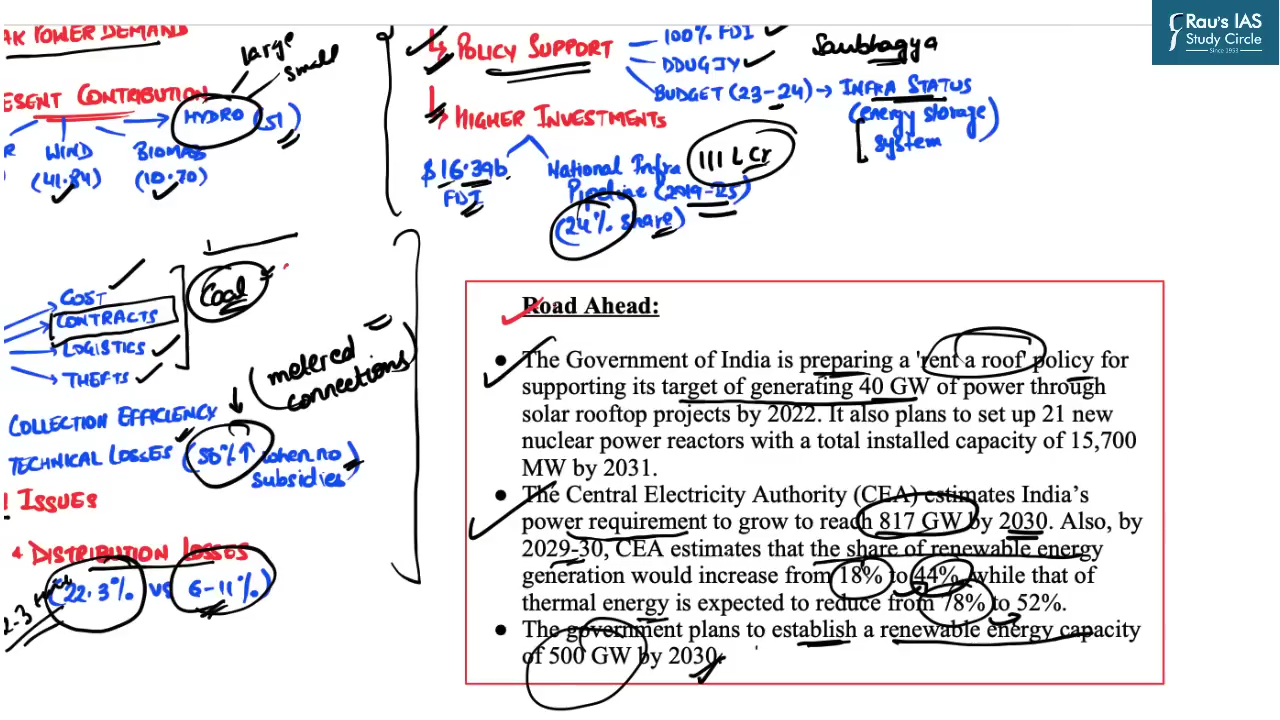 Rau's IAS
Study Circle
Since 1953
AK POWER DEMAND
large
small
ESENT CONTRIBUTION
HYDRO (51)
WIND
(41.84)
BIOMAS
(10.70)
POLICY SUPPORT
100% FDI
DDUGJY
Saubhagya
BUDGET (23-24) → INFRA STATUS
(energy storage
system)
HIGHER INVESTMENTS
$16.39b
FDI
National Infra
Pipeline (2019-25)
(24% share)
111 L Cr
COST
CONTRACTS
LOGISTICS
THEFTS
Coal
(metered
connections)
COLLECTION EFFICIENCY
TECHNICAL LOSSES (50%↑ when no
subsidies)
ISSUES
DISTRIBUTION LOSSES
(22.3% vs 6-11%)
2-3
Road Ahead:
• The Government of India is preparing a 'rent a roof' policy for
supporting its target of generating 40 GW of power through
solar rooftop projects by 2022. It also plans to set up 21 new
nuclear power reactors with a total installed capacity of 15,700
MW by 2031.
• The Central Electricity Authority (CEA) estimates India's
power requirement to grow to reach 817 GW by 2030. Also, by
2029-30, CEA estimates that the share of renewable energy
generation would increase from 18% to 44%, while that of
thermal energy is expected to reduce from 78% to 52%.
• The government plans to establish a renewable energy capacity
of 500 GW by 2030.